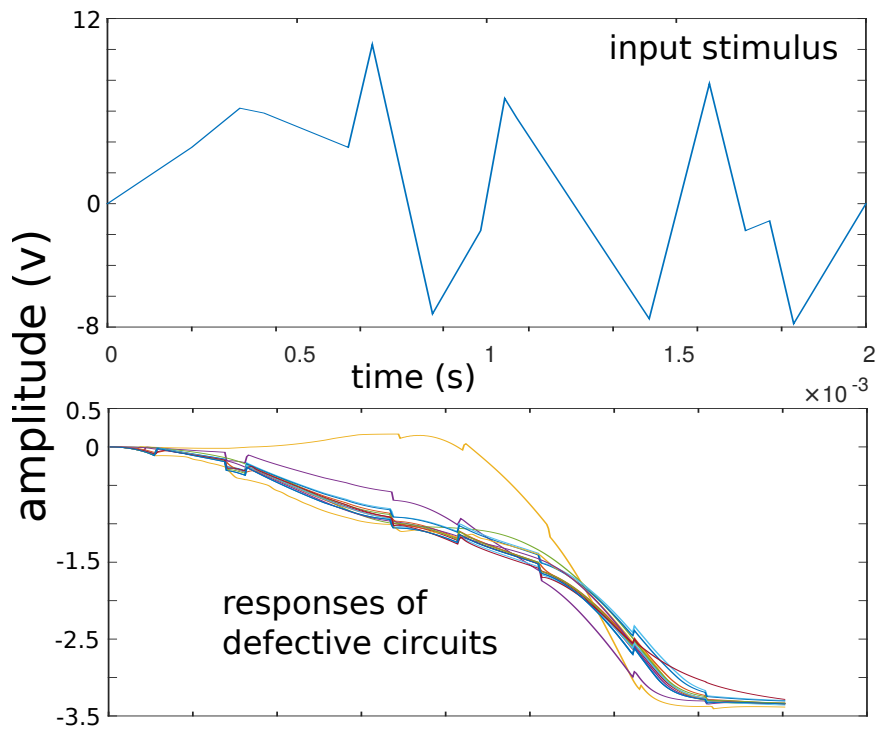 12
input stimulus
0
-8
0 0.5 1 1.5 2
time (s)
×10⁻³
amplitude (v)
0.5
0
-1.5
responses of
defective circuits
-2.5
-3.5